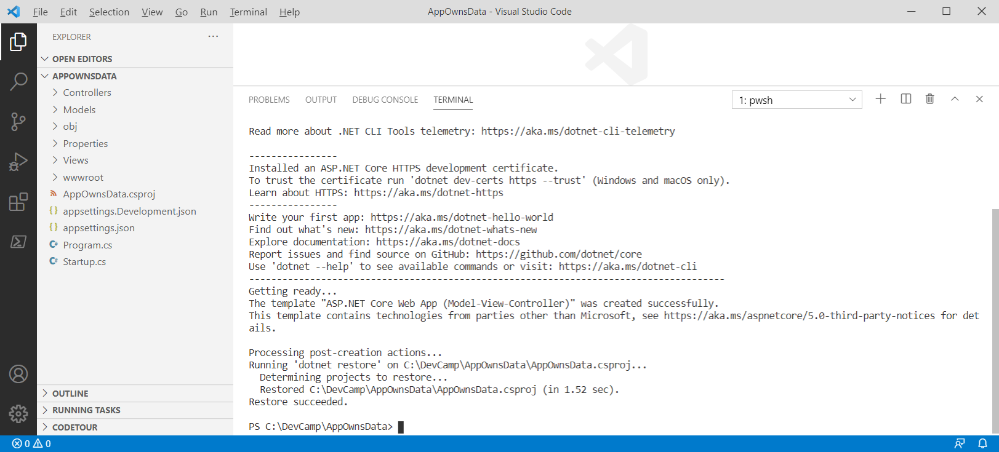 File Edit Selection View Go Run Terminal Help
AppOwnsData - Visual Studio Code
EXPLORER
OPEN EDITORS
APPOWNSDATA
Controllers
Models
obj
Properties
Views
wwwroot
AppOwnsData.csproj
appsettings.Development.json
appsettings.json
Program.cs
Startup.cs
OUTLINE
RUNNING TASKS
CODETOUR
PROBLEMS OUTPUT DEBUG CONSOLE TERMINAL
1: pwsh
Read more about .NET CLI Tools telemetry: https://aka.ms/dotnet-cli-telemetry
----------------
Installed an ASP.NET Core HTTPS development certificate.
To trust the certificate run 'dotnet dev-certs https --trust' (Windows and macOS only).
Learn about HTTPS: https://aka.ms/dotnet-https
----------------
Write your first app: https://aka.ms/dotnet-hello-world
Find out what's new: https://aka.ms/dotnet-whats-new
Explore documentation: https://aka.ms/dotnet-docs
Report issues and find source on GitHub: https://github.com/dotnet/core
Use 'dotnet --help' to see available commands or visit: https://aka.ms/dotnet-cli
--------------------------------------------------------------------------------------
Getting ready...
The template "ASP.NET Core Web App (Model-View-Controller)" was created successfully.
This template contains technologies from parties other than Microsoft, see https://aka.ms/aspnetcore/5.0-third-party-notices for det
ails.
Processing post-creation actions...
Running 'dotnet restore' on C:\DevCamp\AppOwnsData\AppOwnsData.csproj...
Determining projects to restore...
Restored C:\DevCamp\AppOwnsData\AppOwnsData.csproj (in 1.52 sec).
Restore succeeded.
PS C:\DevCamp\AppOwnsData>
0 0